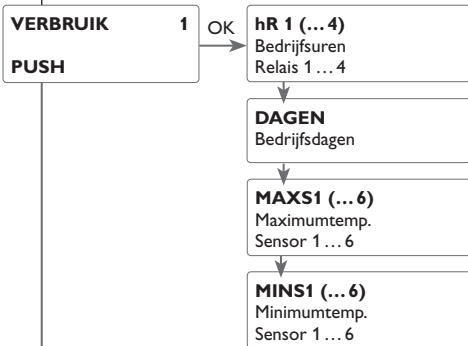 VERBRUIK 1
PUSH
OK
hR 1 (… 4)
Bedrijfsuren
Relais 1 … 4
DAGEN
Bedrijfsdagen
MAXS1 (… 6)
Maximumtemp.
Sensor 1 … 6
MINS1 (… 6)
Minimumtemp.
Sensor 1 … 6